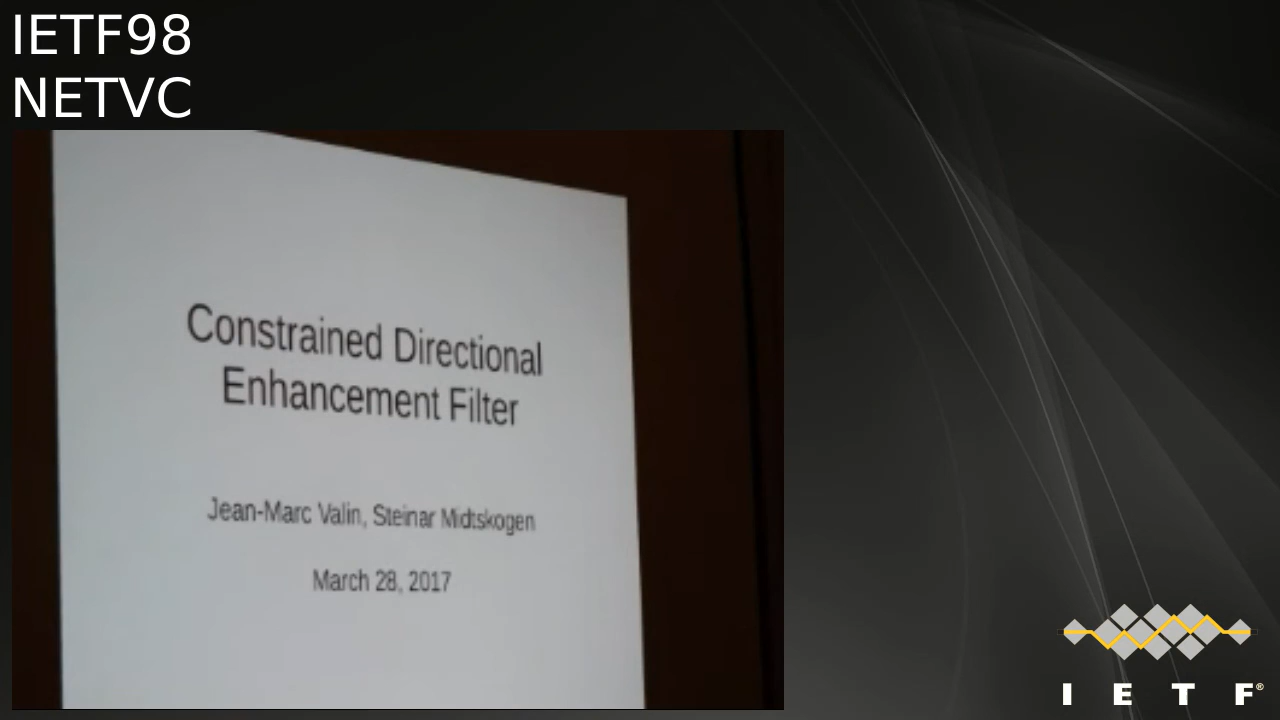 IETF98
NETVC
Constrained Directional
Enhancement Filter
Jean-Marc Valin, Steinar Midtskogen
March 28, 2017
I E T F®